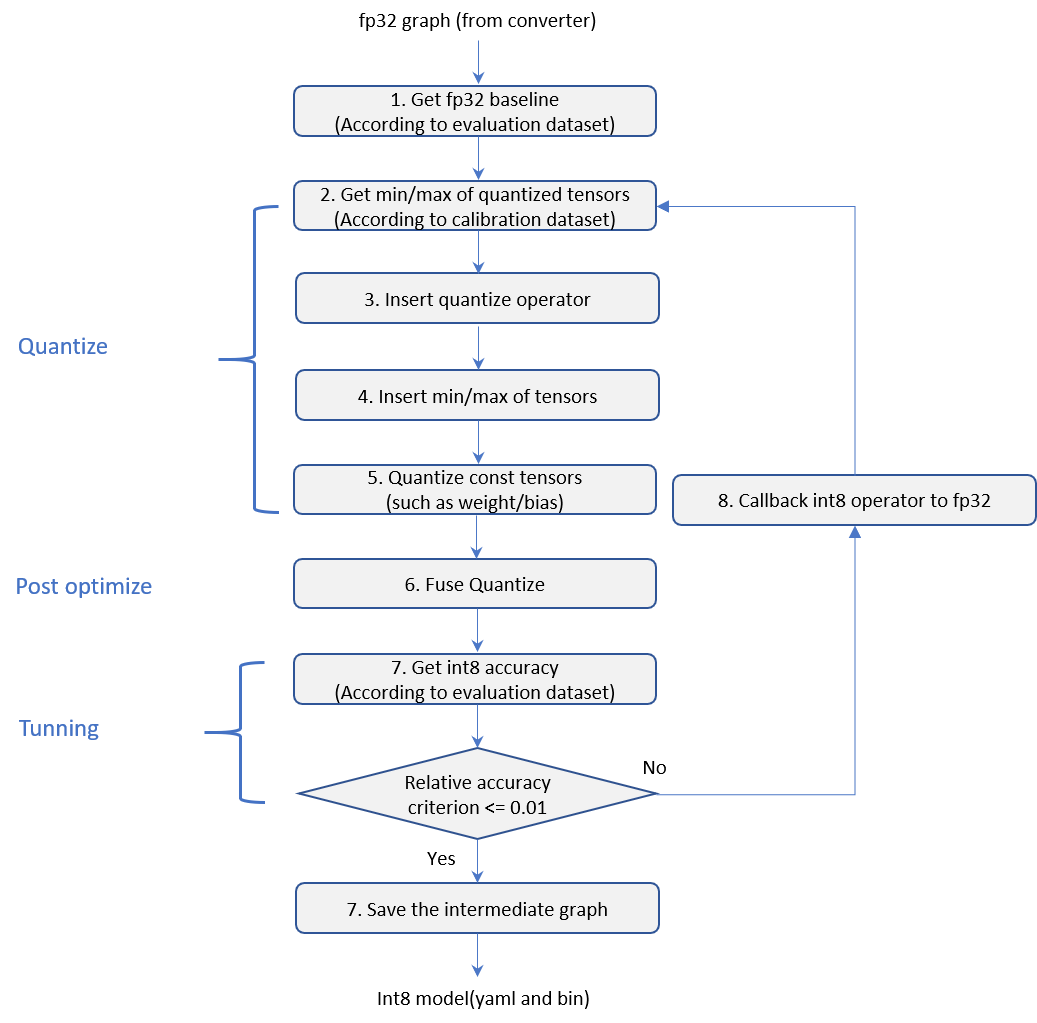 fp32 graph (from converter)
1. Get fp32 baseline
(According to evaluation dataset)
2. Get min/max of quantized tensors
(According to calibration dataset)
3. Insert quantize operator
Quantize
4. Insert min/max of tensors
5. Quantize const tensors
(such as weight/bias)
8. Callback int8 operator to fp32
Post optimize
6. Fuse Quantize
7. Get int8 accuracy
(According to evaluation dataset)
Tunning
Relative accuracy
criterion <= 0.01
No
Yes
7. Save the intermediate graph
Int8 model(yaml and bin)